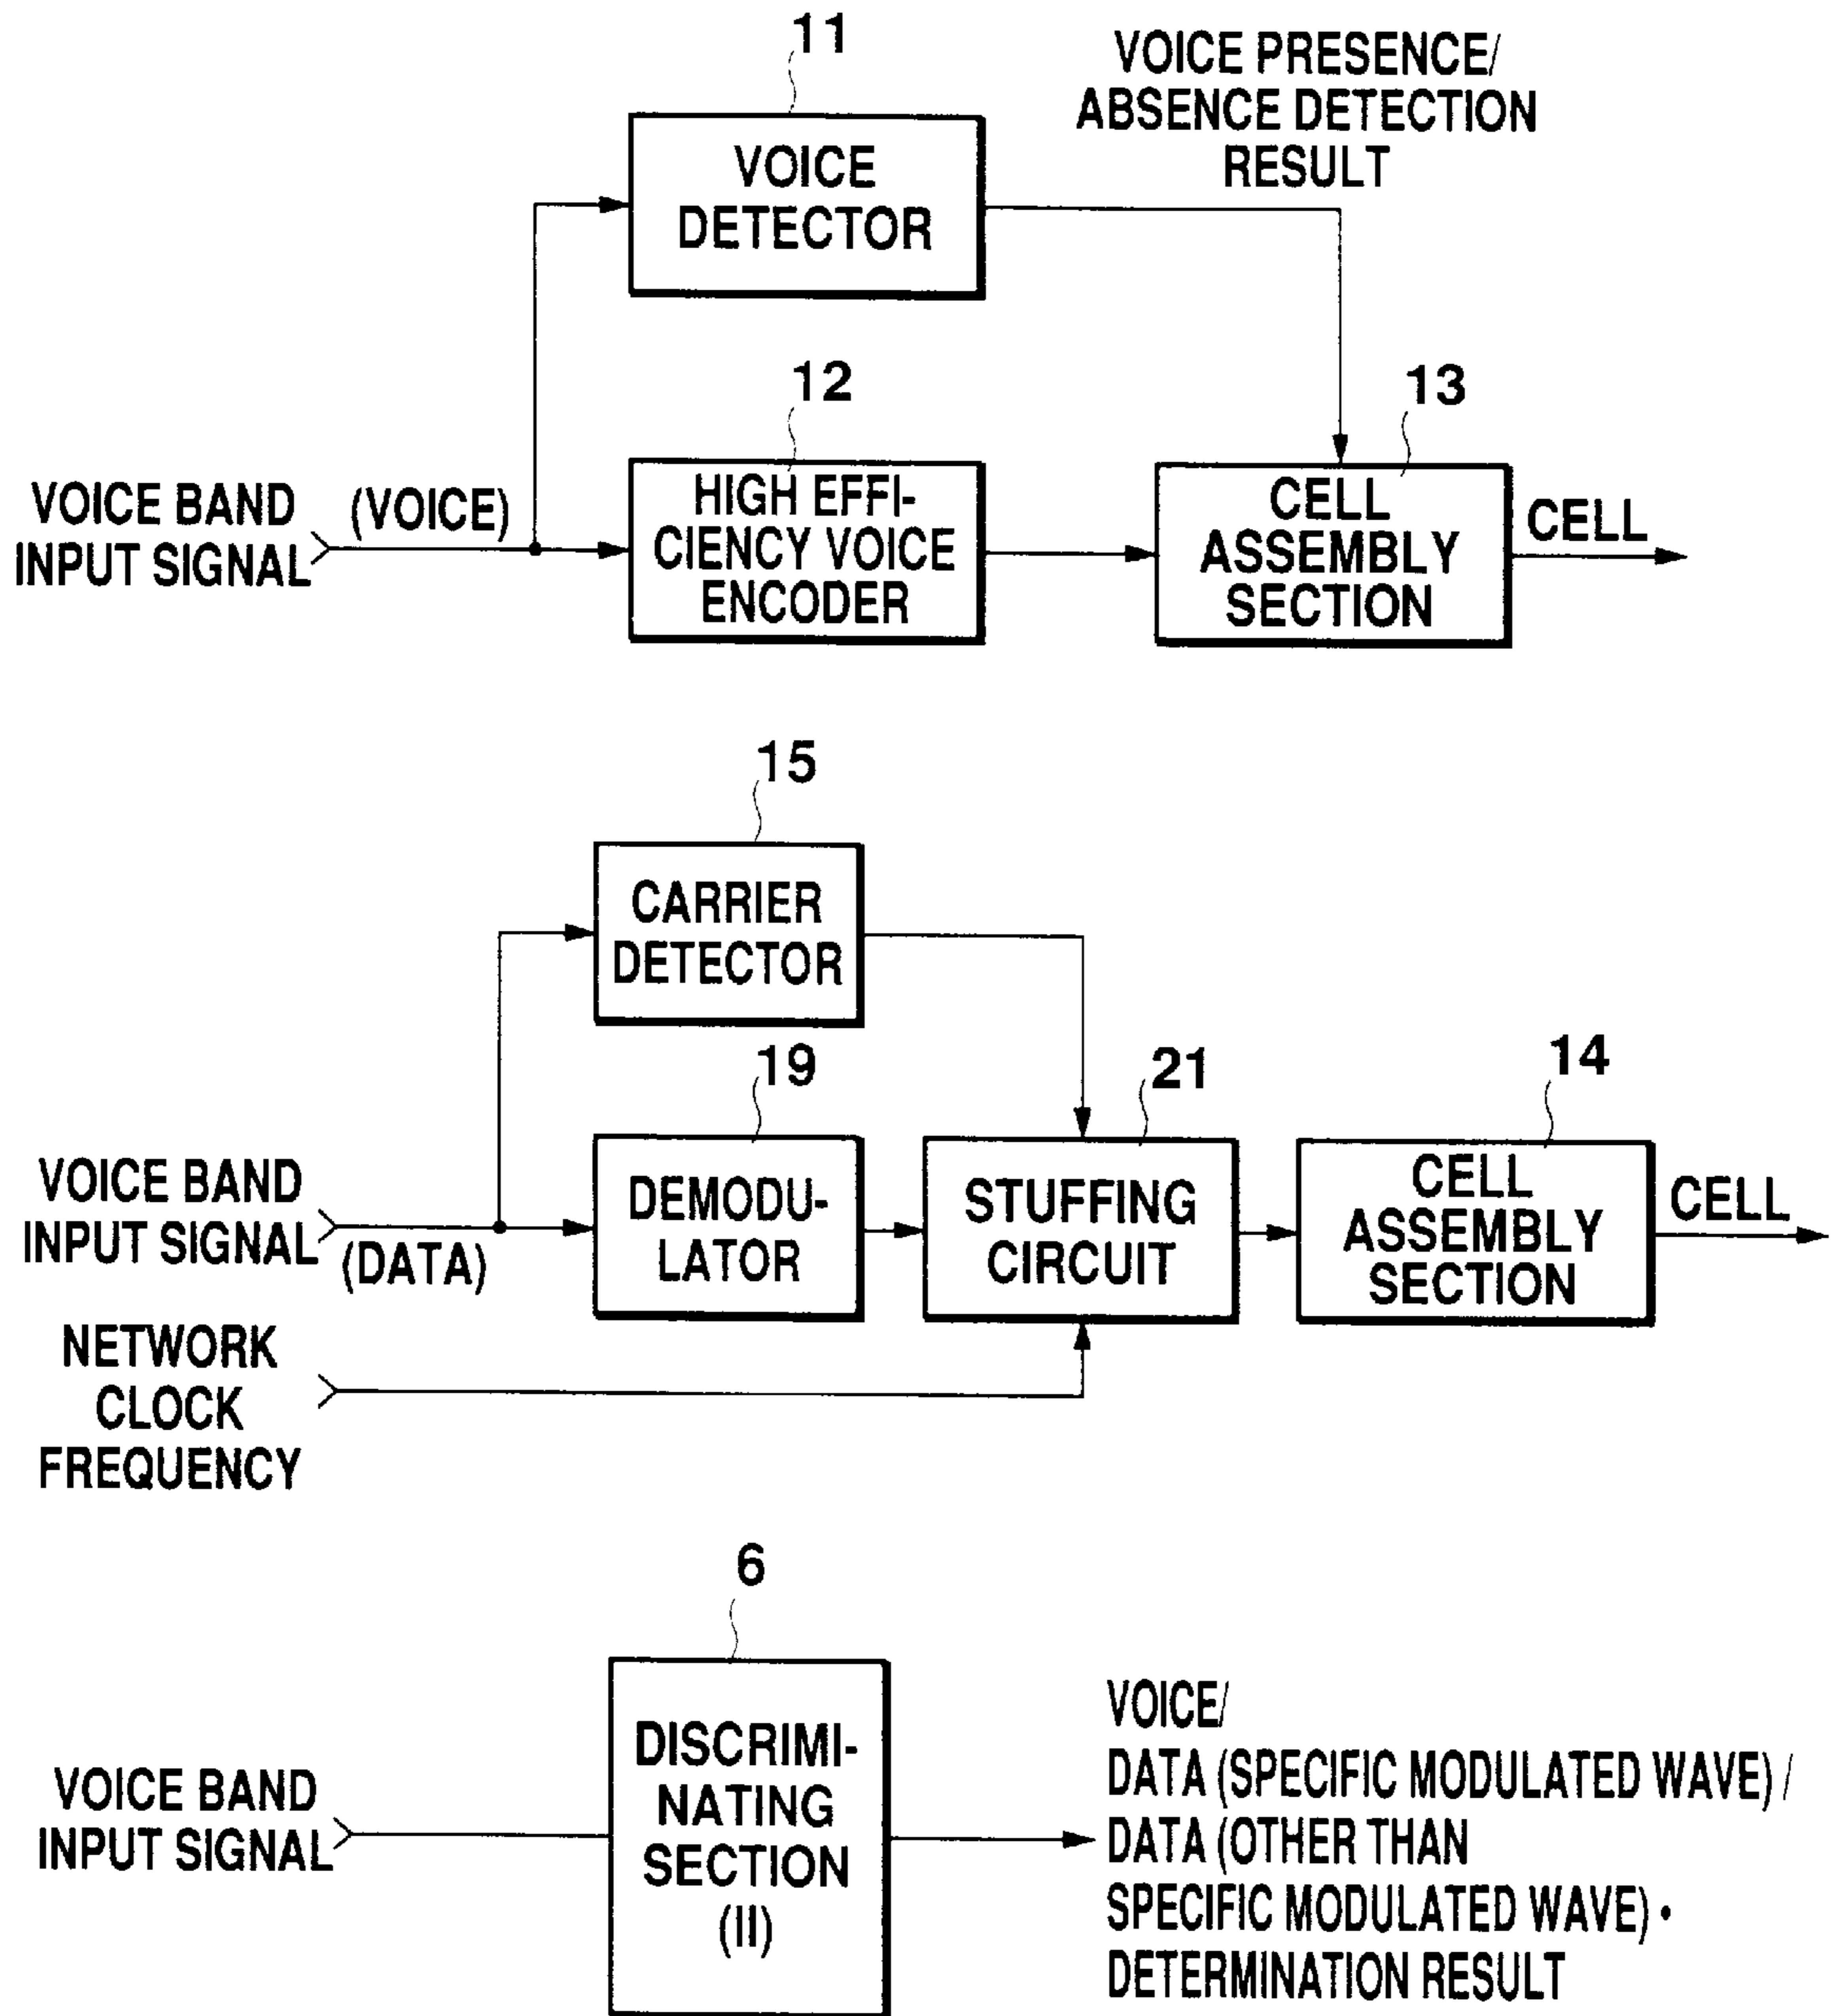 11
VOICE PRESENCE/
ABSENCE DETECTION
RESULT
VOICE
DETECTOR
12
13
VOICE BAND
INPUT SIGNAL
(VOICE)
HIGH EFFI-
CIENCY VOICE
ENCODER
CELL
ASSEMBLY
SECTION
CELL
15
CARRIER
DETECTOR
19
21
14
VOICE BAND
INPUT SIGNAL
(DATA)
DEMODU-
LATOR
STUFFING
CIRCUIT
CELL
ASSEMBLY
SECTION
CELL
NETWORK
CLOCK
FREQUENCY
6
VOICE BAND
INPUT SIGNAL
DISCRIMI-
NATING
SECTION
(II)
VOICE/
DATA (SPECIFIC MODULATED WAVE) /
DATA (OTHER THAN
SPECIFIC MODULATED WAVE) •
DETERMINATION RESULT